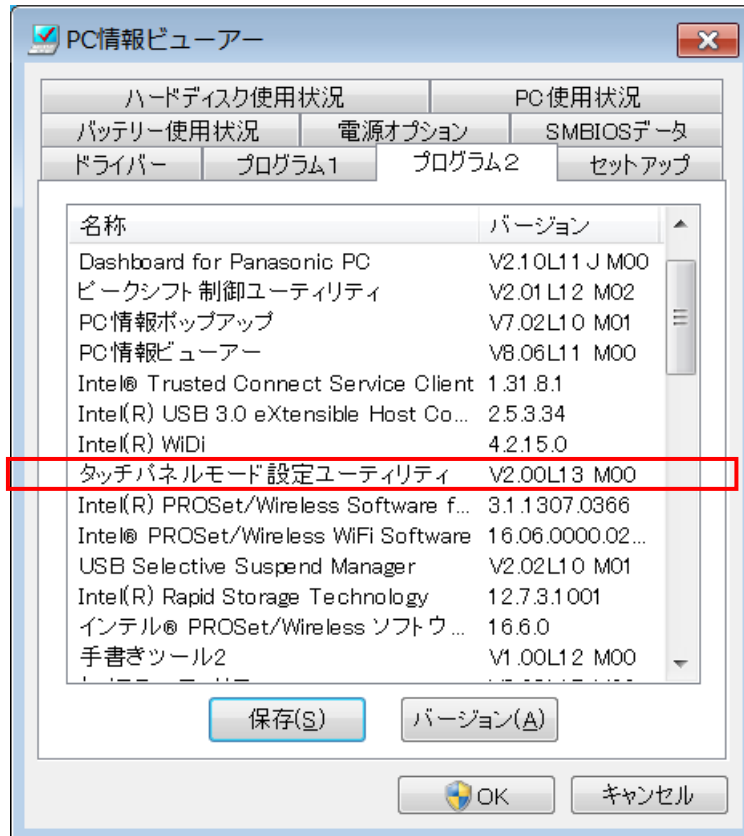 PC情報ビューアー
ハードディスク使用状況 PC使用状況
バッテリー使用状況 電源オプション SMBIOSデータ
ドライバー プログラム1 プログラム2 セットアップ
名称 バージョン
Dashboard for Panasonic PC V2.10L11 J M00
ピークシフト制御ユーティリティ V2.01L12 M02
PC情報ポップアップ V7.02L10 M01
PC情報ビューアー V8.06L11 M00
Intel® Trusted Connect Service Client 1.31.8.1
Intel(R) USB 3.0 eXtensible Host Co... 2.5.3.34
Intel(R) WiDi 4.2.15.0
タッチパネルモード設定ユーティリティ V2.00L13 M00
Intel(R) PROSet/Wireless Software f... 3.1.1307.0366
Intel® PROSet/Wireless WiFi Software 16.06.0000.02...
USB Selective Suspend Manager V2.02L10 M01
Intel(R) Rapid Storage Technology 12.7.3.1001
インテル® PROSet/Wireless ソフトウ... 16.6.0
手書きツール2 V1.00L12 M00
保存(S) バージョン(A)
OK キャンセル